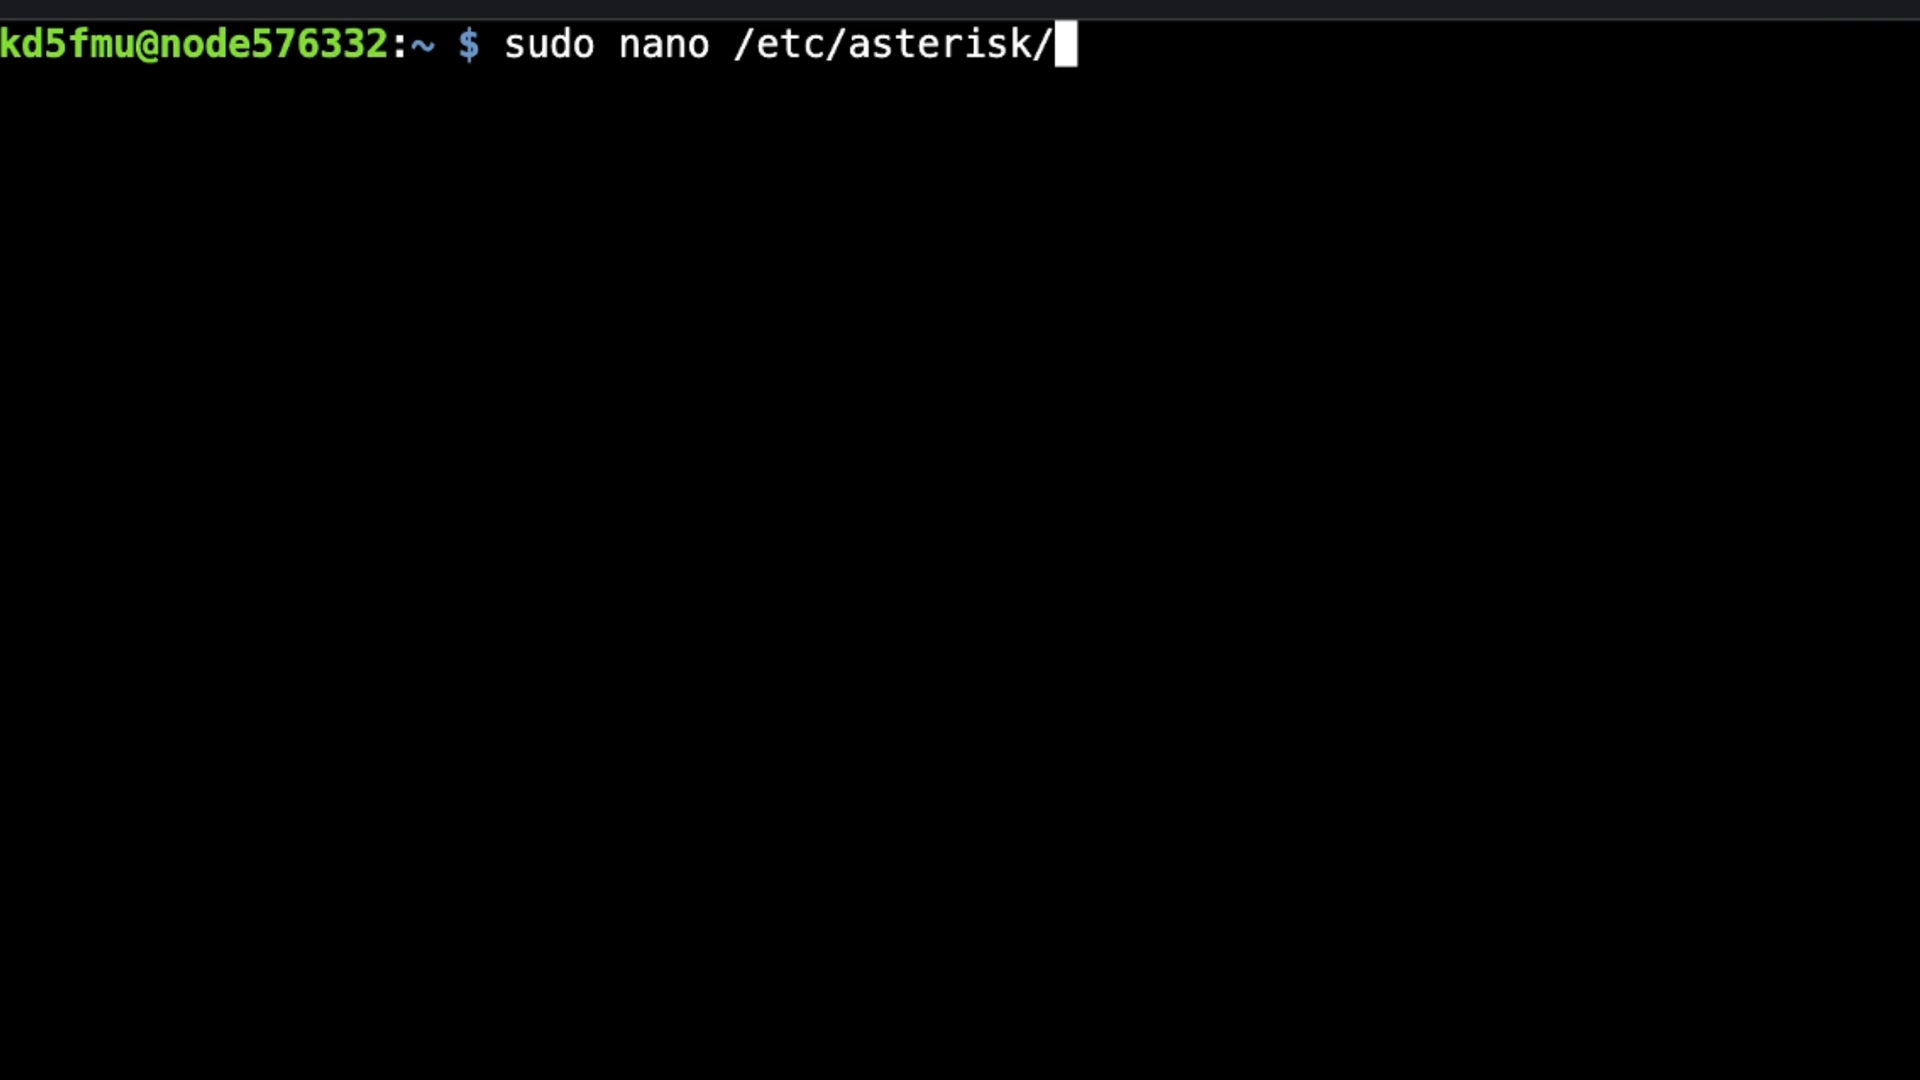 kd5fmu@node576332:~ $ sudo nano /etc/asterisk/